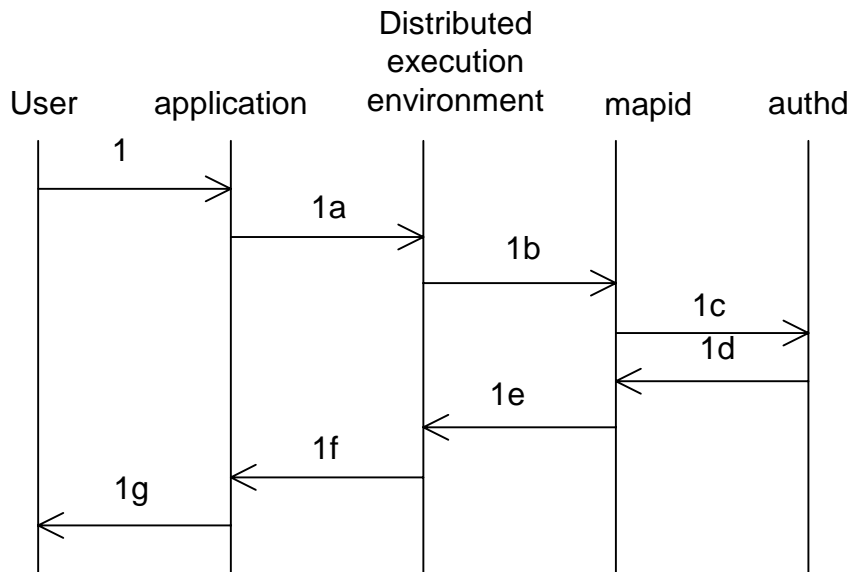 Distributed
execution
environment
User
application
mapid
authd
1
1a
1b
1c
1d
1e
1f
1g